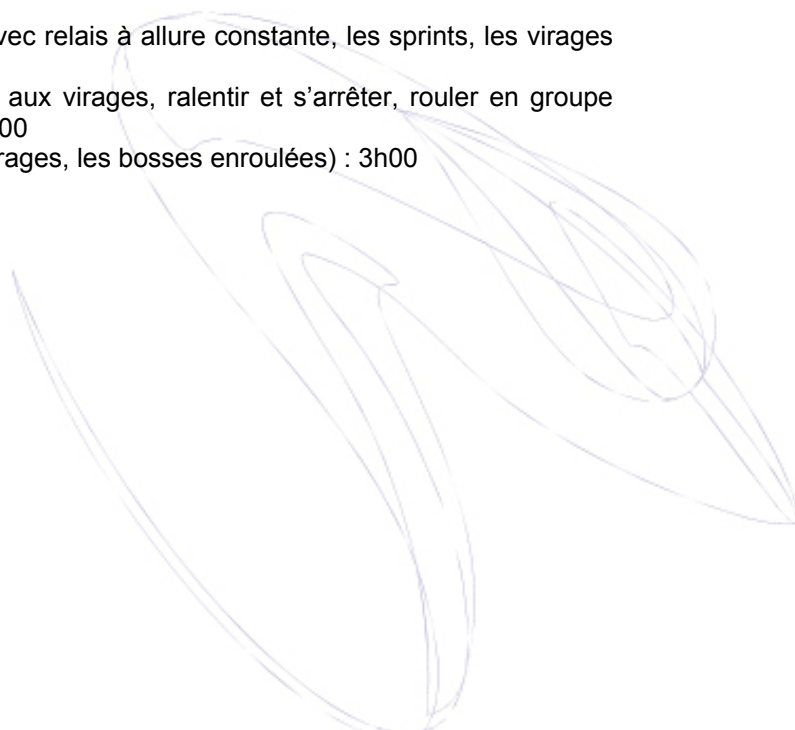 vec relais à allure constante, les sprints, les virages
aux virages, ralentir et s’arrêter, rouler en groupe
00
rages, les bosses enroulées) : 3h00